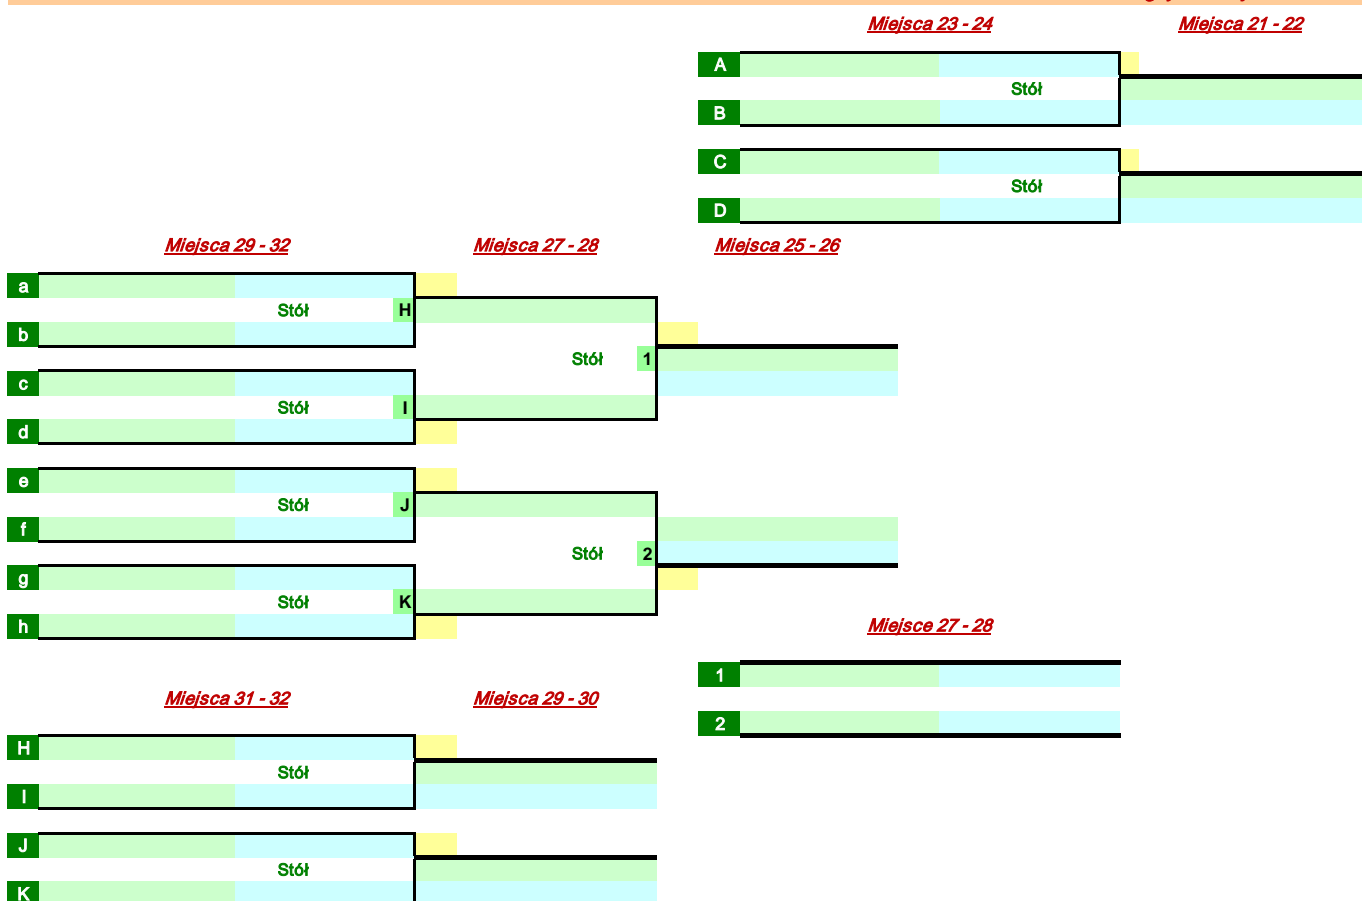 Miejsca 23 - 24
Miejsca 21 - 22
A
Stół
B
C
Stół
D
Miejsca 29 - 32
Miejsca 27 - 28
Miejsca 25 - 26
a
Stół H
b
Stół 1
c
Stół I
d
e
Stół J
f
Stół 2
g
Stół K
h
Miejsce 27 - 28
1
2
Miejsca 31 - 32
Miejsca 29 - 30
H
Stół
I
J
Stół
K